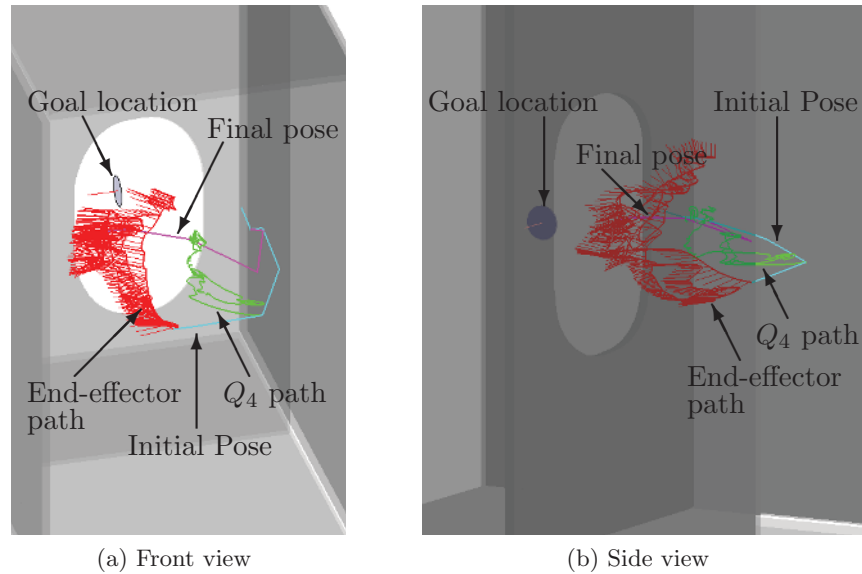 Goal location
Final pose
End-effector
path
Q4 path
Initial Pose
(a) Front view
Goal location
Initial Pose
Final pose
Q4 path
End-effector
path
(b) Side view